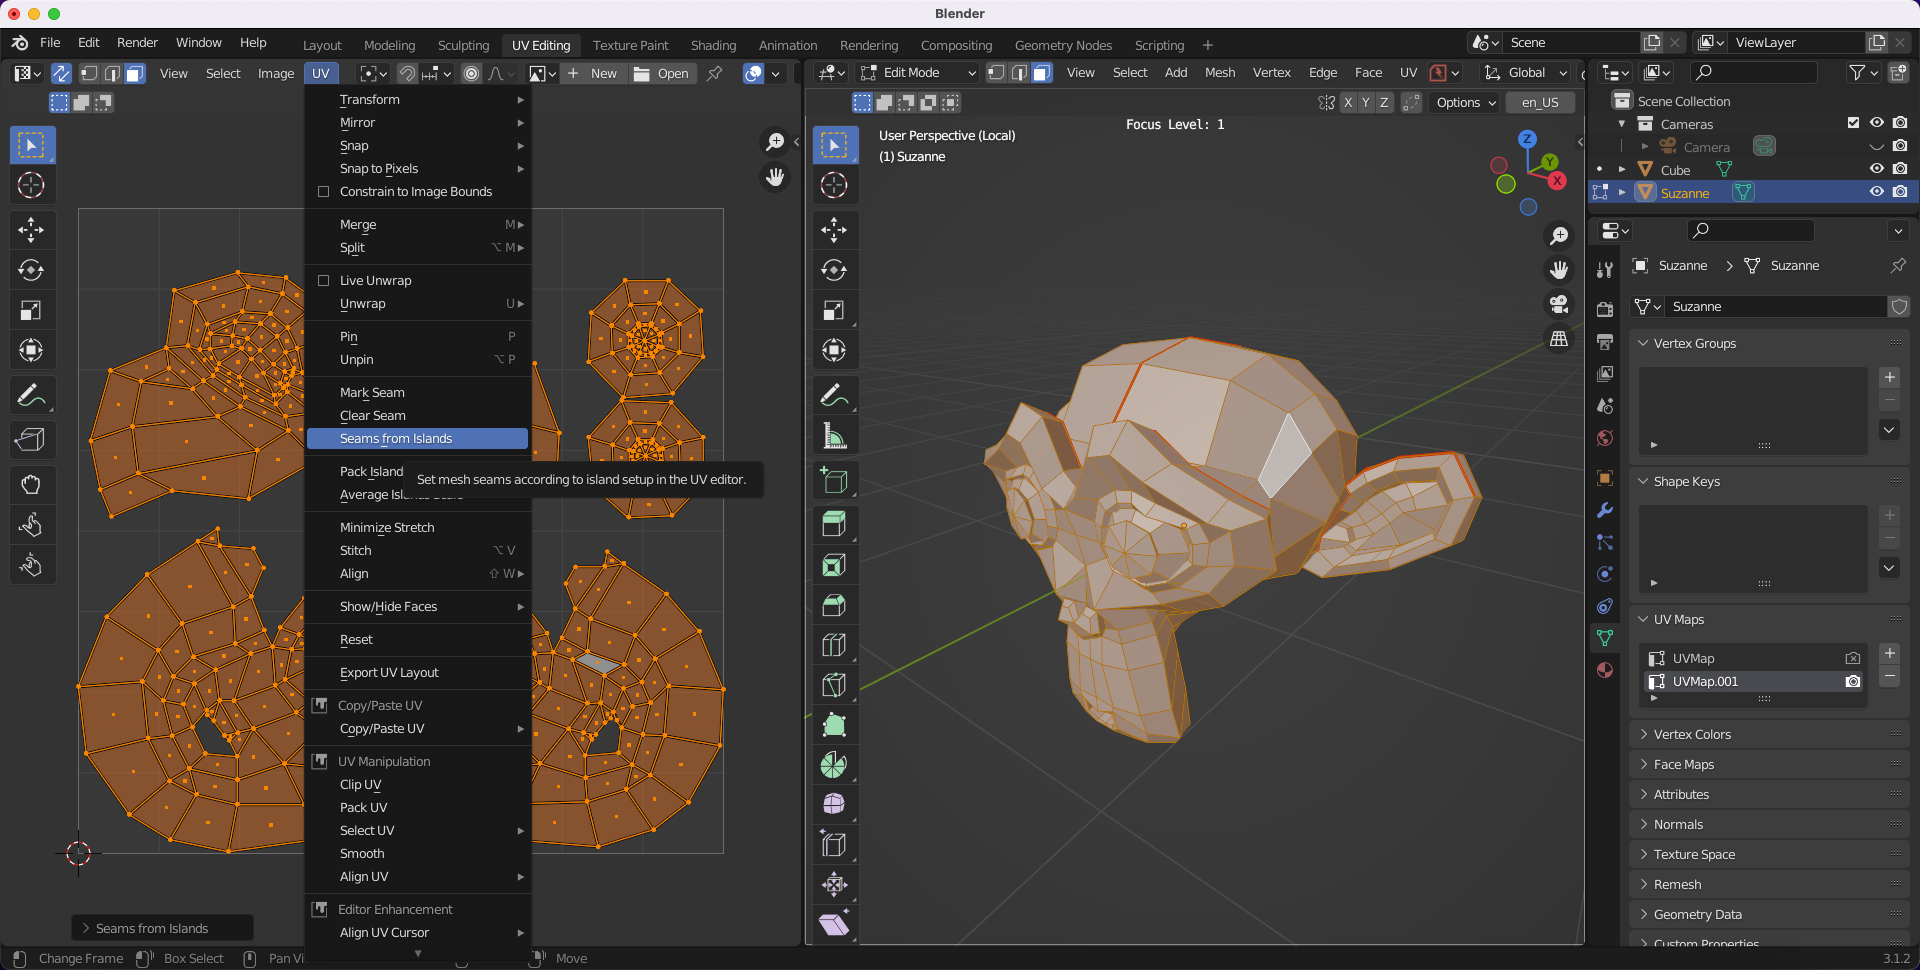 Blender
File Edit Render Window Help Layout Modeling Sculpting UV Editing Texture Paint Shading Animation Rendering Compositing Geometry Nodes Scripting + Scene ViewLayer
View Select Image UV New Open Edit Mode View Select Add Mesh Vertex Edge Face UV Global
X Y Z Options en_US
Transform
Mirror
Snap
Snap to Pixels
Constrain to Image Bounds
Merge M
Split ⌥ M
Live Unwrap
Unwrap U
Pin P
Unpin ⌥ P
Mark Seam
Clear Seam
Seams from Islands
Pack Island
Set mesh seams according to island setup in the UV editor.
Minimize Stretch
Stitch ⌥ V
Align ⇧ W
Show/Hide Faces
Reset
Export UV Layout
Copy/Paste UV
Copy/Paste UV
UV Manipulation
Clip UV
Pack UV
Select UV
Smooth
Align UV
Editor Enhancement
Align UV Cursor
Seams from Islands
Focus Level: 1
User Perspective (Local)
(1) Suzanne
Z
Y
X
Scene Collection
Cameras
Camera
Cube
Suzanne
Suzanne Suzanne
Suzanne
Vertex Groups
Shape Keys
UV Maps
UVMap
UVMap.001
Vertex Colors
Face Maps
Attributes
Normals
Texture Space
Remesh
Geometry Data
Custom Properties
Change Frame Box Select Pan Vi Move 3.1.2